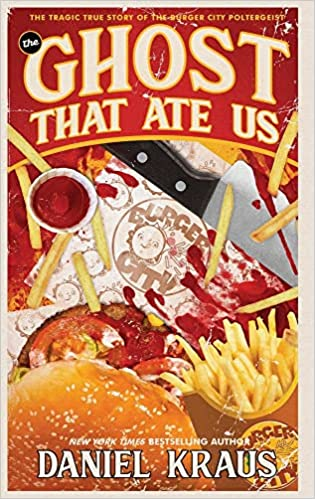 THE TRAGIC TRUE STORY OF THE BURGER CITY POLTERGEIST
the
GHOST
THAT ATE US
BURGER
CITY
NEW YORK TIMES BESTSELLING AUTHOR
DANIEL KRAUS